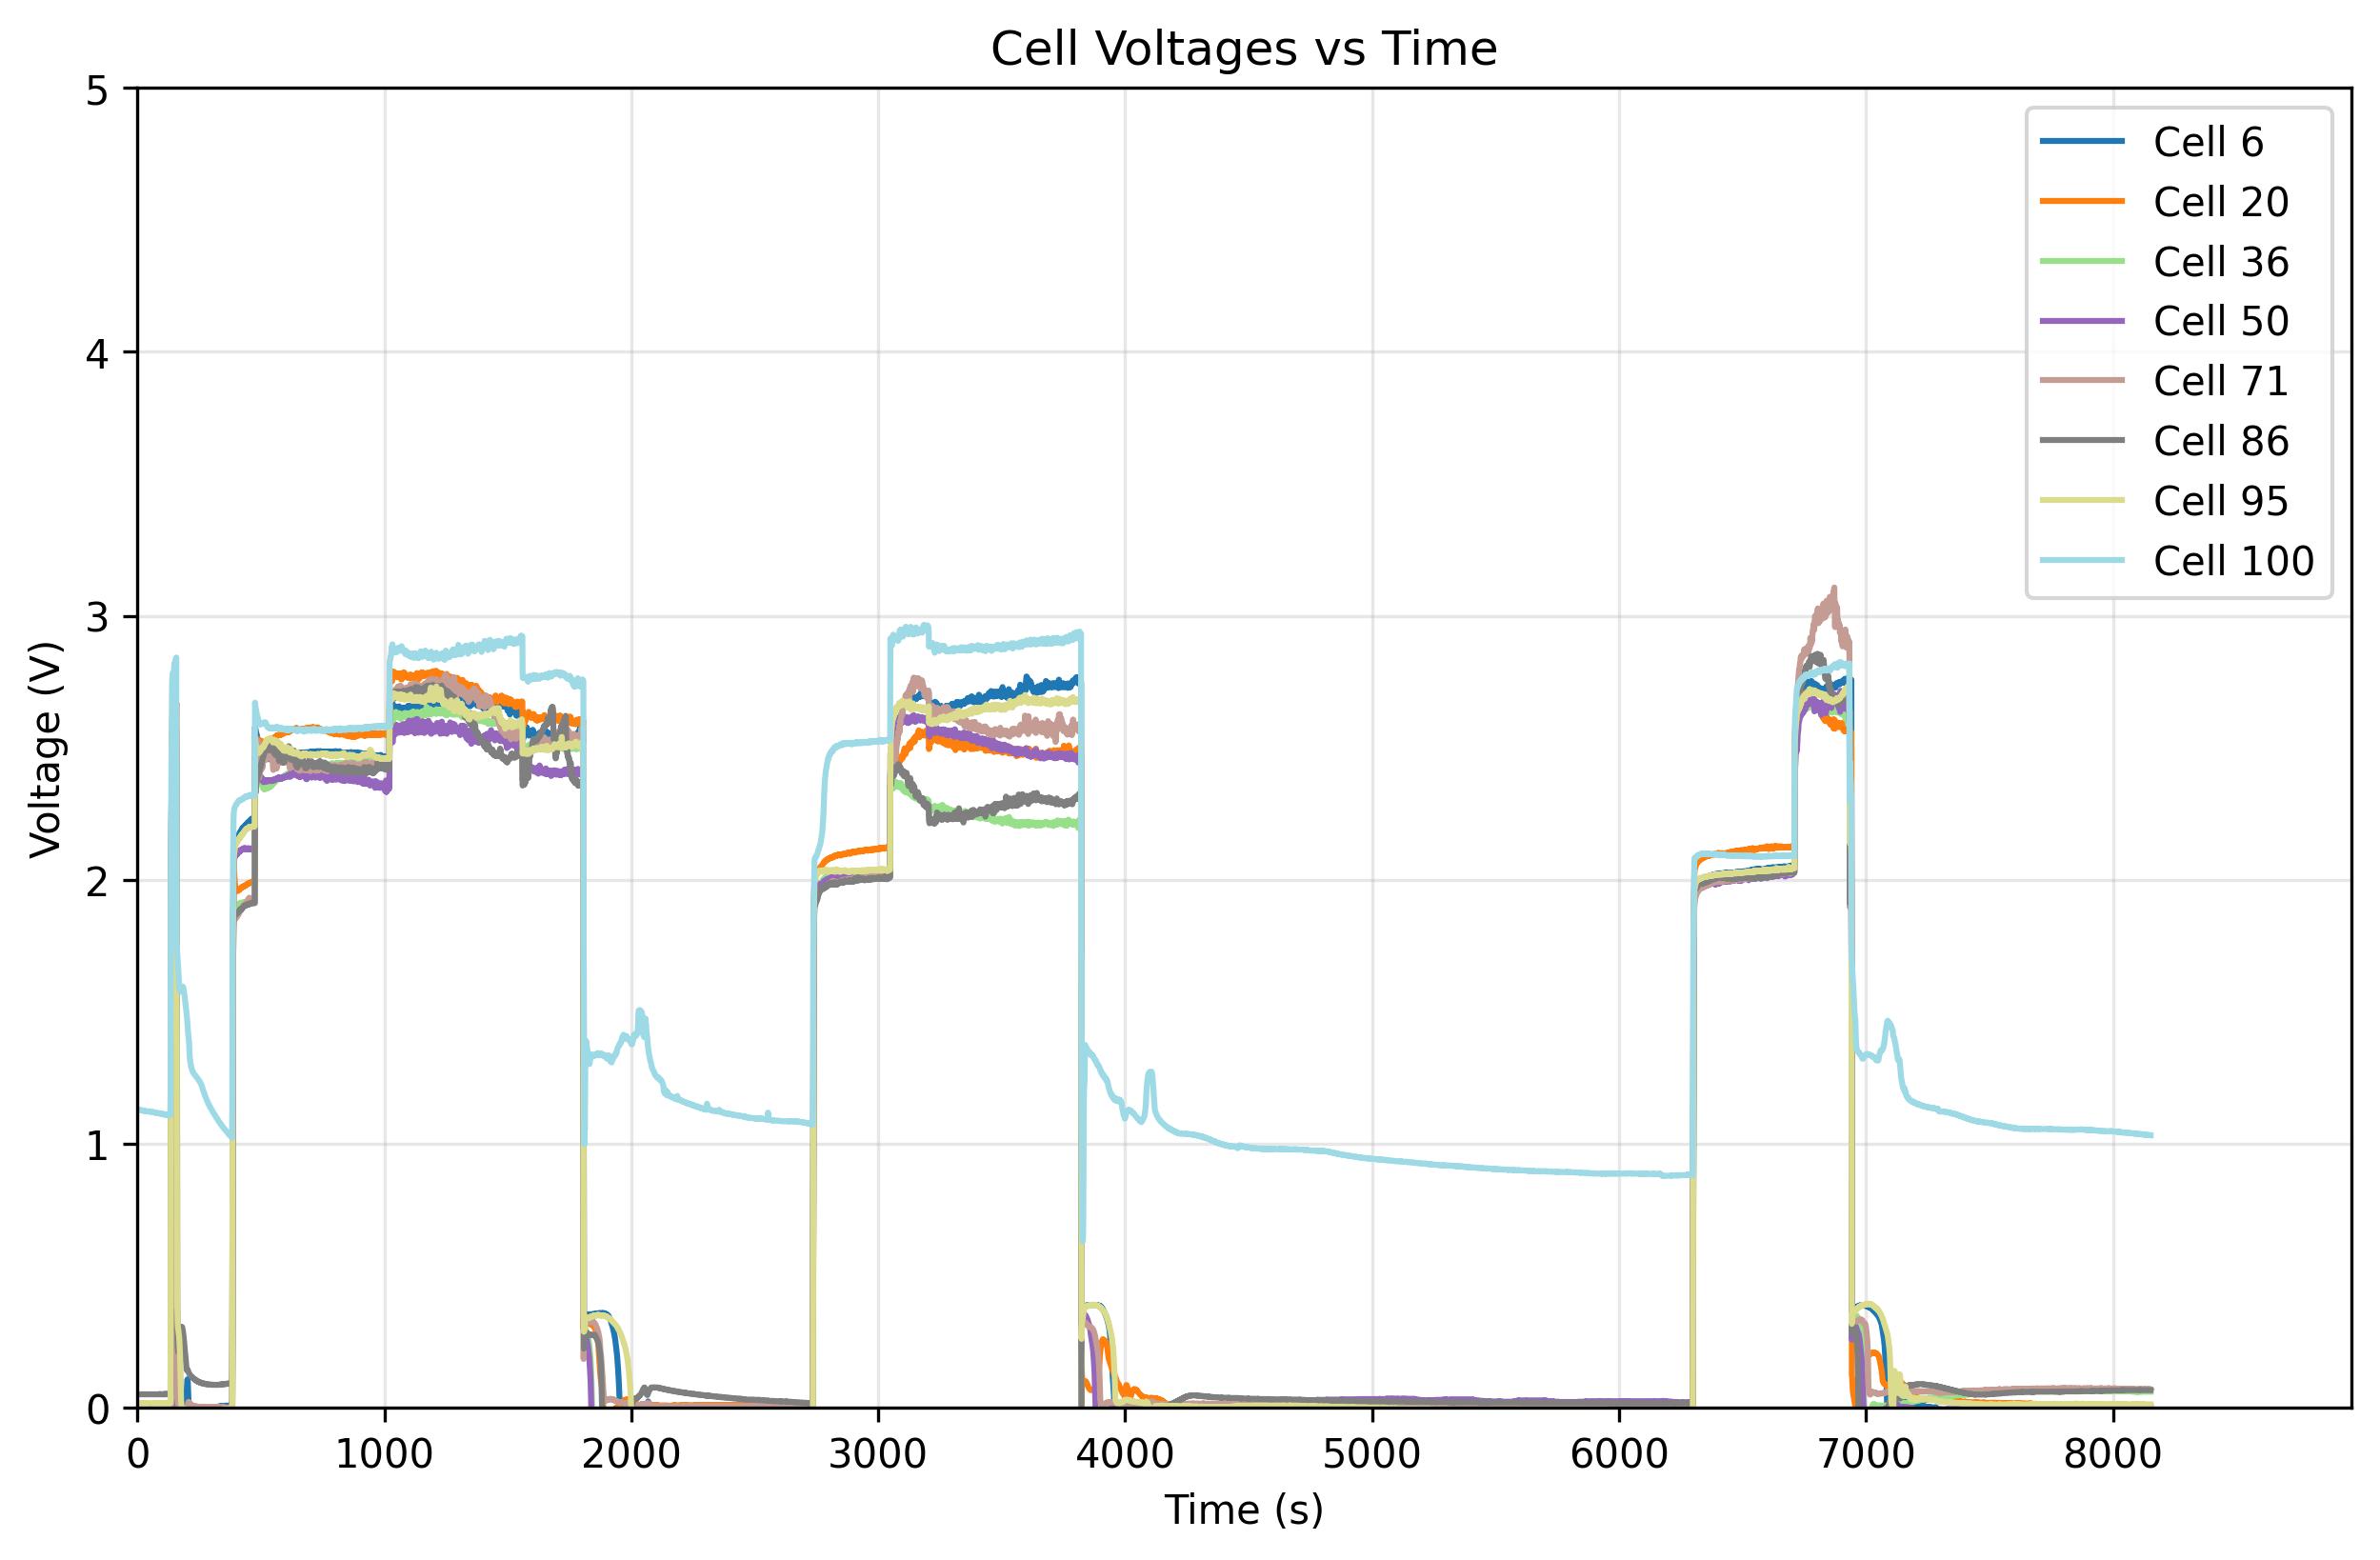 Cell Voltages vs Time
5
4
3
2
1
0
Voltage (V)
Cell 6
Cell 20
Cell 36
Cell 50
Cell 71
Cell 86
Cell 95
Cell 100
0 1000 2000 3000 4000 5000 6000 7000 8000
Time (s)